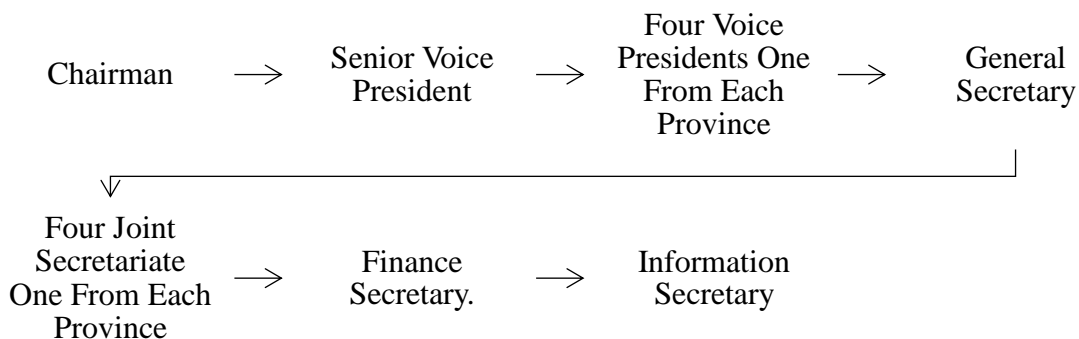 Chairman
Senior Voice
President
Four Voice
Presidents One
From Each
Province
General
Secretary
Four Joint
Secretariate
One From Each
Province
Finance
Secretary.
Information
Secretary